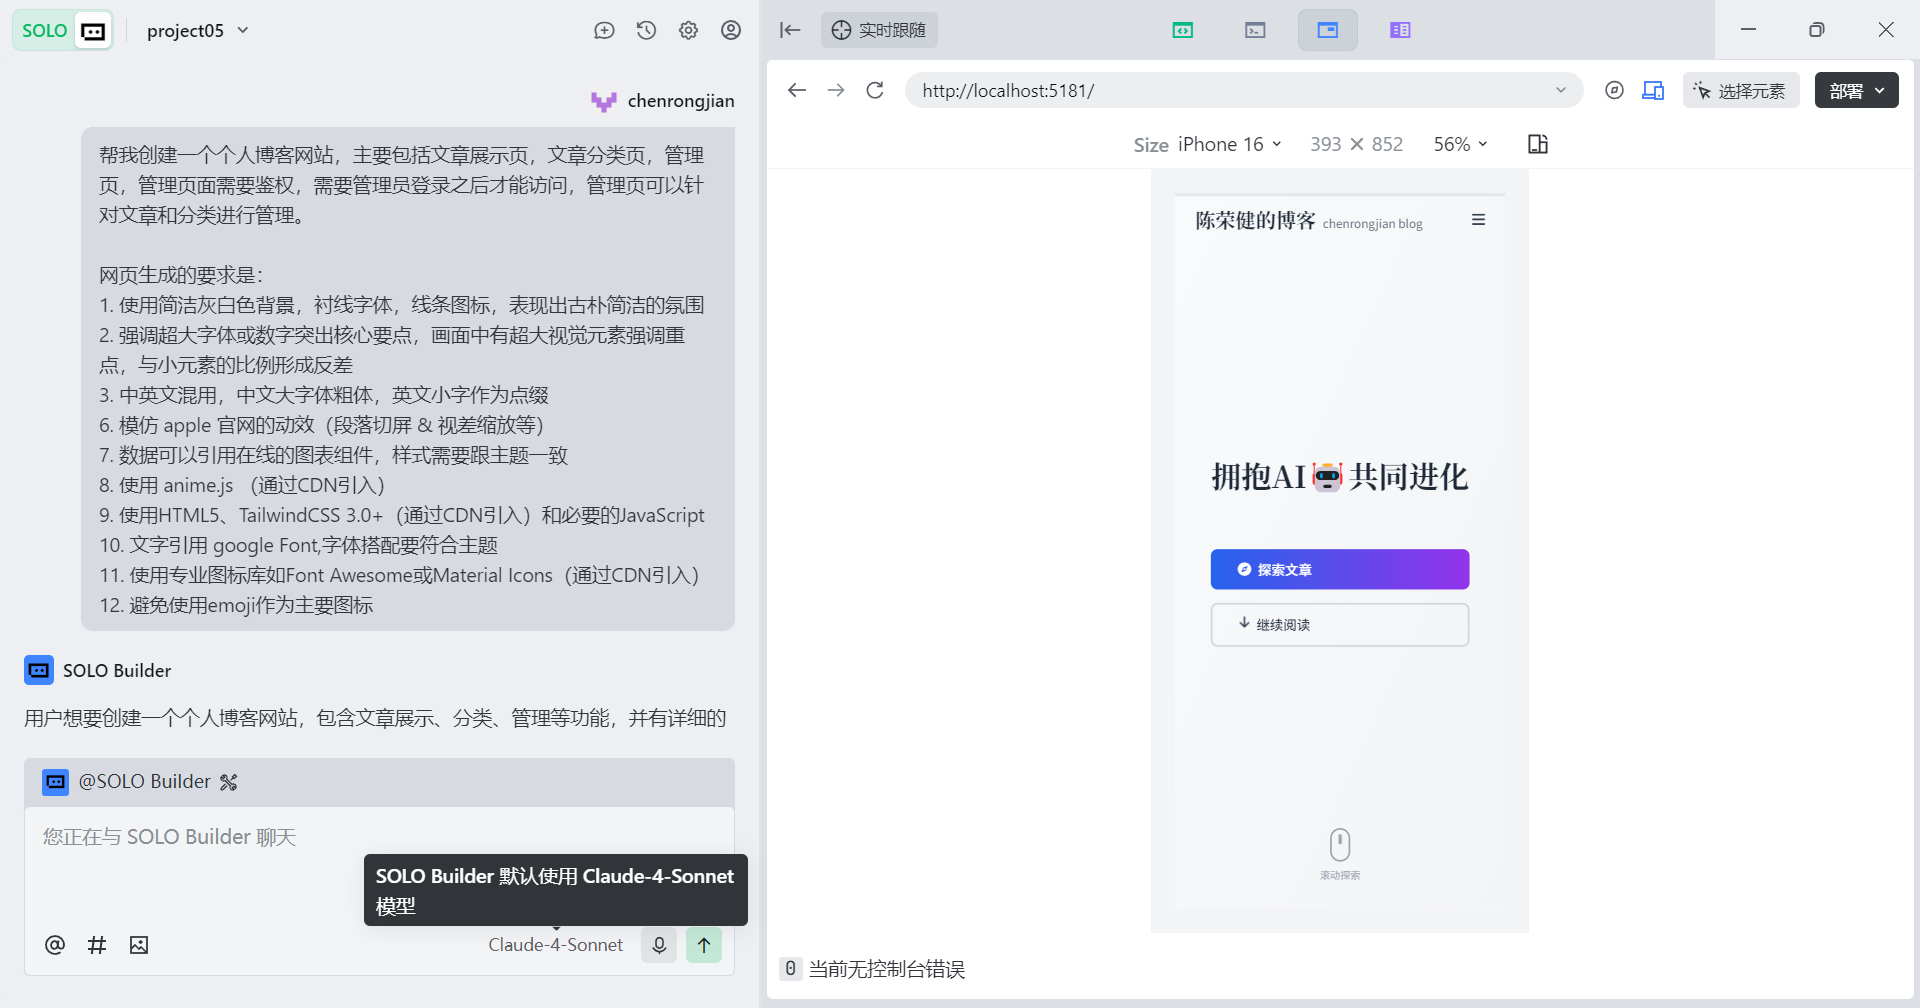 SOLO
project05
实时跟随
chenrongjian
帮我创建一个个人博客网站，主要包括文章展示页，文章分类页，管理
页，管理页面需要鉴权，需要管理员登录之后才能访问，管理页可以针
对文章和分类进行管理。
网页生成的要求是：
1. 使用简洁灰白色背景，衬线字体，线条图标，表现出古朴简洁的氛围
2. 强调超大字体或数字突出核心要点，画面中有超大视觉元素强调重
点，与小元素的比例形成反差
3. 中英文混用，中文大字体粗体，英文小字作为点缀
6. 模仿 apple 官网的动效（段落切屏 & 视差缩放等）
7. 数据可以引用在线的图表组件，样式需要跟主题一致
8. 使用 anime.js （通过CDN引入）
9. 使用HTML5、TailwindCSS 3.0+（通过CDN引入）和必要的JavaScript
10. 文字引用 google Font,字体搭配要符合主题
11. 使用专业图标库如Font Awesome或Material Icons（通过CDN引入）
12. 避免使用emoji作为主要图标
SOLO Builder
用户想要创建一个个人博客网站，包含文章展示、分类、管理等功能，并有详细的
@SOLO Builder
您正在与 SOLO Builder 聊天
SOLO Builder 默认使用 Claude-4-Sonnet
模型
Claude-4-Sonnet
http://localhost:5181/
选择元素
部署
Size iPhone 16 393 × 852 56%
陈荣健的博客 chenrongjian blog
拥抱AI🤖共同进化
探索文章
继续阅读
滚动探索
0 当前无控制台错误